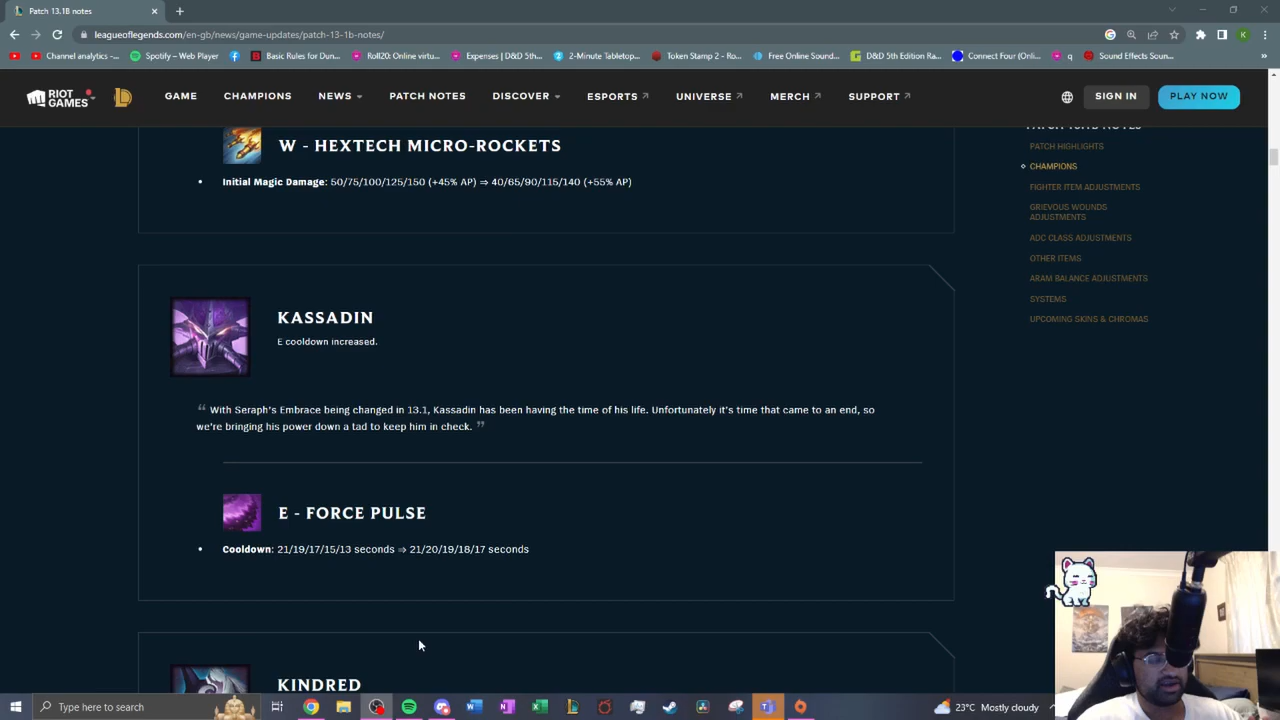 Patch 13.1B notes
leagueoflegends.com/en-gb/news/game-updates/patch-13-1b-notes/
Channel analytics -...
Spotify – Web Player
Basic Rules for Dun...
Roll20: Online virtu...
Expenses | D&D 5th...
2-Minute Tabletop...
Token Stamp 2 - Ro...
Free Online Sound...
D&D 5th Edition Ra...
Connect Four (Onli...
q
Sound Effects Soun...
RIOT GAMES
GAME
CHAMPIONS
NEWS
PATCH NOTES
DISCOVER
ESPORTS
UNIVERSE
MERCH
SUPPORT
SIGN IN
PLAY NOW
W - HEXTECH MICRO-ROCKETS
• Initial Magic Damage: 50/75/100/125/150 (+45% AP) ⇒ 40/65/90/115/140 (+55% AP)
KASSADIN
E cooldown increased.
“ With Seraph's Embrace being changed in 13.1, Kassadin has been having the time of his life. Unfortunately it's time that came to an end, so
we're bringing his power down a tad to keep him in check. ”
E - FORCE PULSE
• Cooldown: 21/19/17/15/13 seconds ⇒ 21/20/19/18/17 seconds
KINDRED
PATCH 13.1B NOTES
PATCH HIGHLIGHTS
CHAMPIONS
FIGHTER ITEM ADJUSTMENTS
GRIEVOUS WOUNDS
ADJUSTMENTS
ADC CLASS ADJUSTMENTS
OTHER ITEMS
ARAM BALANCE ADJUSTMENTS
SYSTEMS
UPCOMING SKINS & CHROMAS
Type here to search
23°C Mostly cloudy